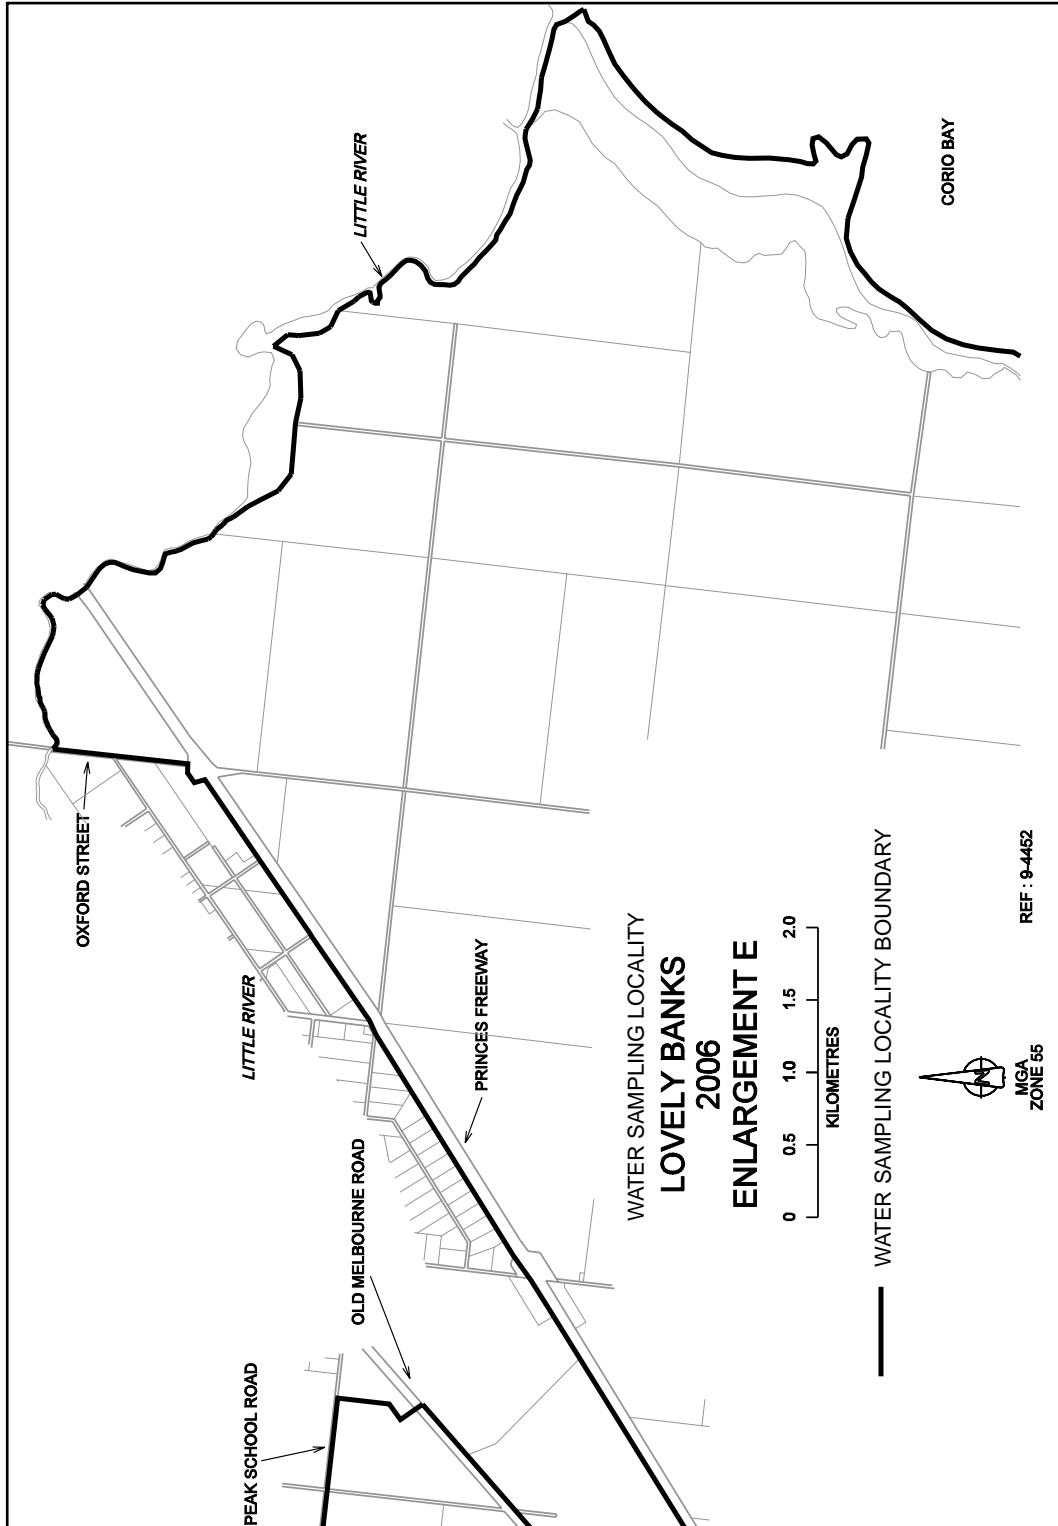 PEAK SCHOOL ROAD
OLD MELBOURNE ROAD
LITTLE RIVER
OXFORD STREET
LITTLE RIVER
PRINCES FREEWAY
CORIO BAY
WATER SAMPLING LOCALITY
LOVELY BANKS
2006
ENLARGEMENT E
0 0.5 1.0 1.5 2.0
KILOMETRES
WATER SAMPLING LOCALITY BOUNDARY
N
MGA
ZONE 55
REF : 9-4452